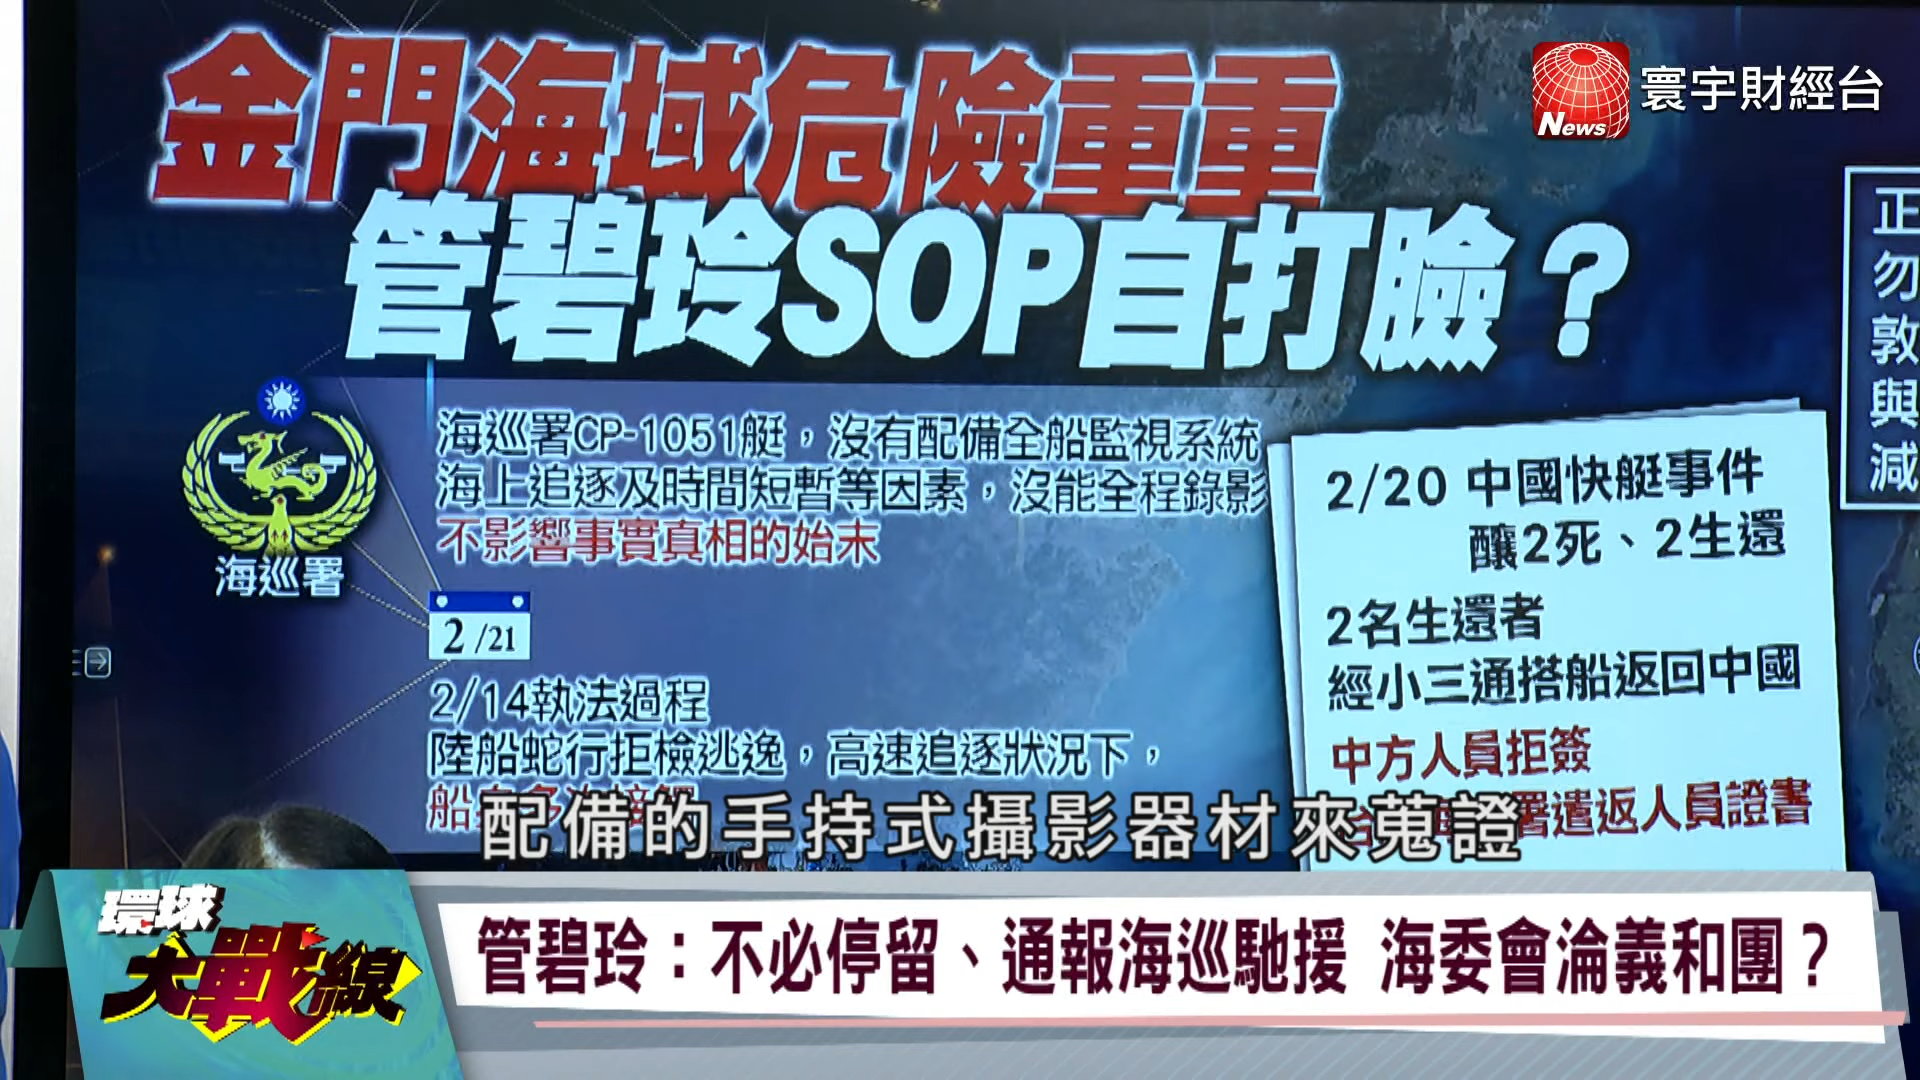 金門海域危險重重
News 寰宇財經台
管碧玲SOP自打臉？
正
勿
敦
與
減
海巡署CP-1051艇，沒有配備全船監視系統
海上追逐及時間短暫等因素，沒能全程錄影
不影響事實真相的始末
海巡署
2/21
2/14執法過程
陸船蛇行拒檢逃逸，高速追逐狀況下，
2/20 中國快艇事件
釀2死、2生還
2名生還者
經小三通搭船返回中國
中方人員拒簽
署遣返人員證書
配備的手持式攝影器材來蒐證
環球
大戰線
管碧玲：不必停留、通報海巡馳援 海委會淪義和團？